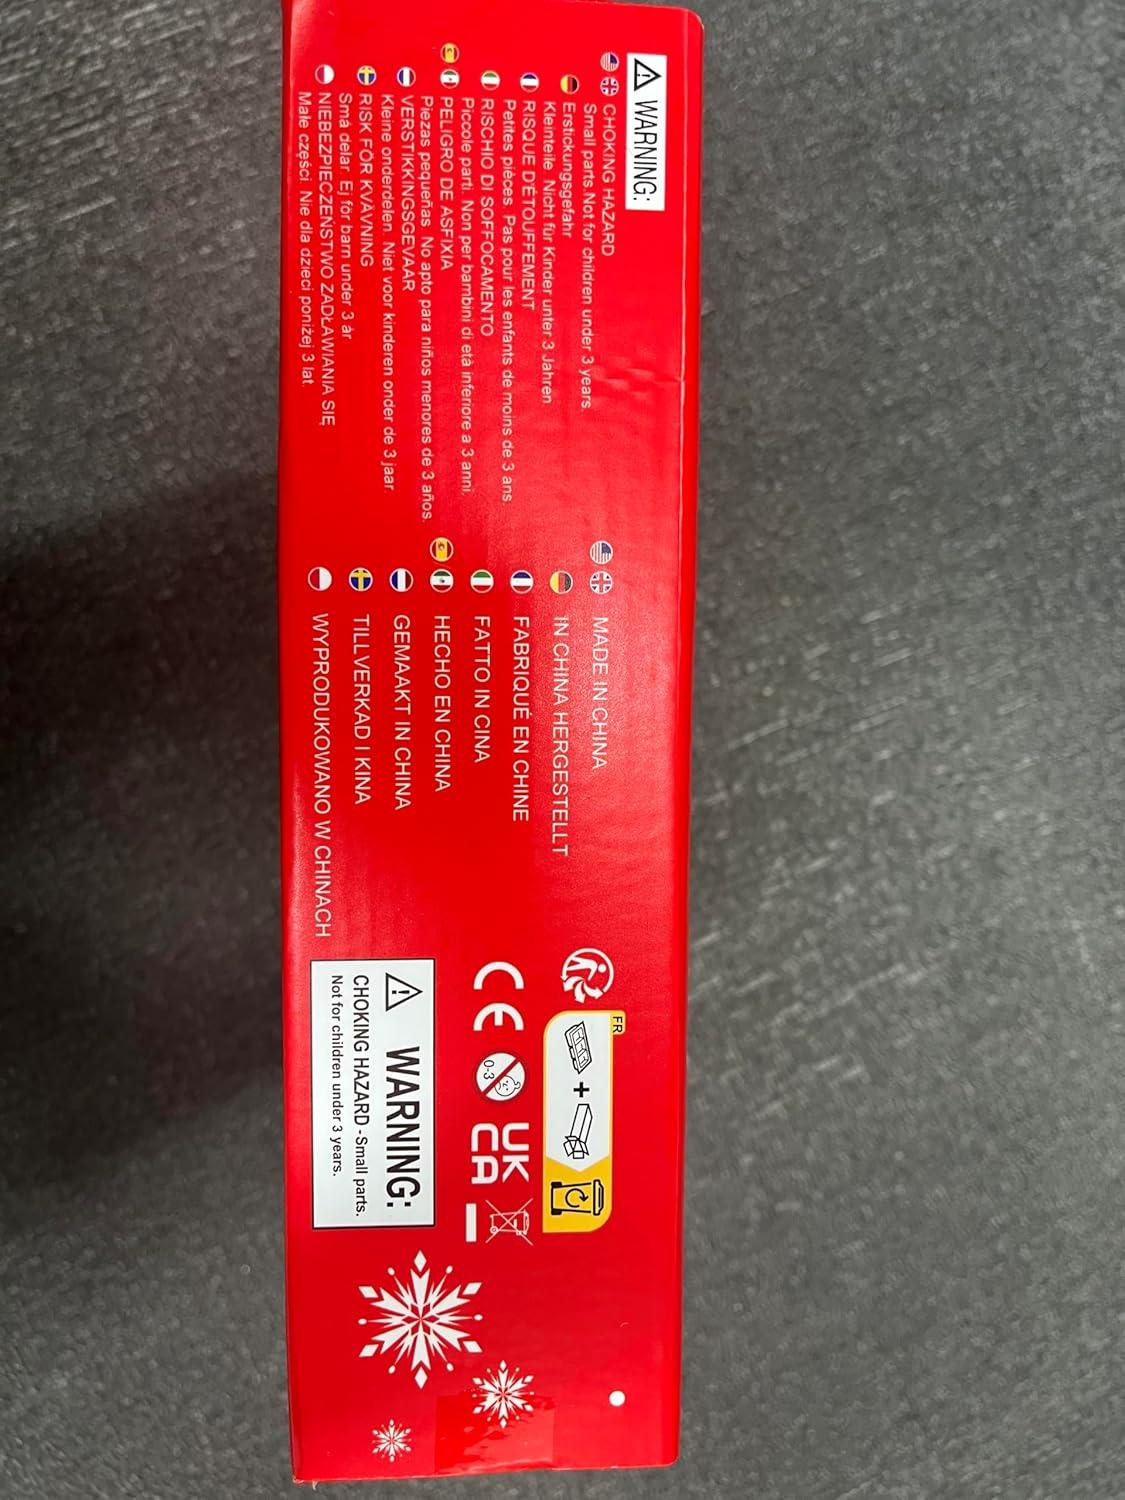 WARNING:
CHOKING HAZARD
Small parts.Not for children under 3 years.
Erstickungsgefahr
Kleinteile. Nicht für Kinder unter 3 Jahren.
RISQUE D'ÉTOUFFEMENT
Petites pièces. Pas pour les enfants de moins de 3 ans.
RISCHIO DI SOFFOCAMENTO
Piccole parti. Non per bambini di età inferiore a 3 anni.
PELIGRO DE ASFIXIA
Piezas pequeñas. No apto para niños menores de 3 años.
VERSTIKKINGSGEVAAR
Kleine onderdelen. Niet voor kinderen onder de 3 jaar.
RISK FÖR KVÄVNING
Små delar. Ej för barn under 3 år
NIEBEZPIECZEŃSTWO ZADŁAWIANIA SIĘ
Małe części. Nie dla dzieci poniżej 3 lat.
MADE IN CHINA
IN CHINA HERGESTELLT
FABRIQUÉ EN CHINE
FATTO IN CINA
HECHO EN CHINA
GEMAAKT IN CHINA
TILLVERKAD I KINA
WYPRODUKOWANO W CHINACH
FR
+
CE
0-3
UK
CA
WARNING:
CHOKING HAZARD-Small parts.
Not for children under 3 years.